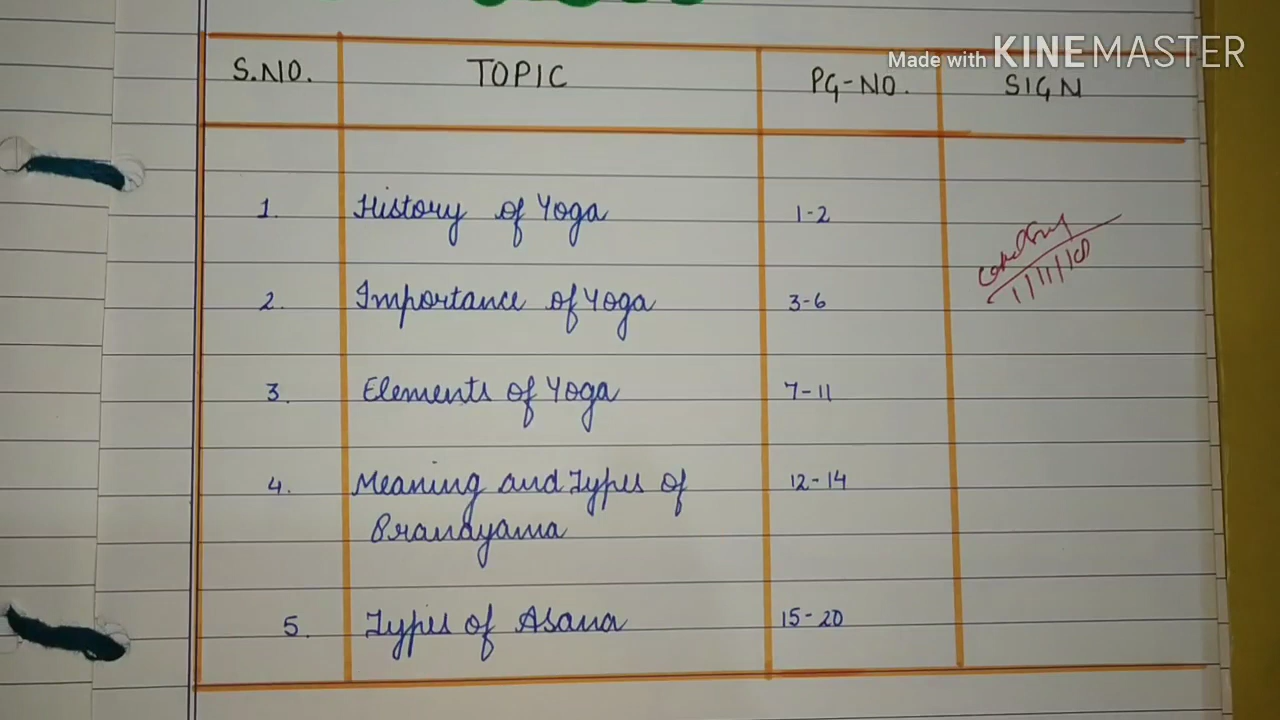 Made with KINEMASTER
S.NO. TOPIC PG-NO. SIGN
1. History of Yoga 1-2
2. Importance of Yoga 3-6
3. Elements of Yoga 7-11
4. Meaning and Types of 12-14
Pranayama
5. Types of Asana 15-20